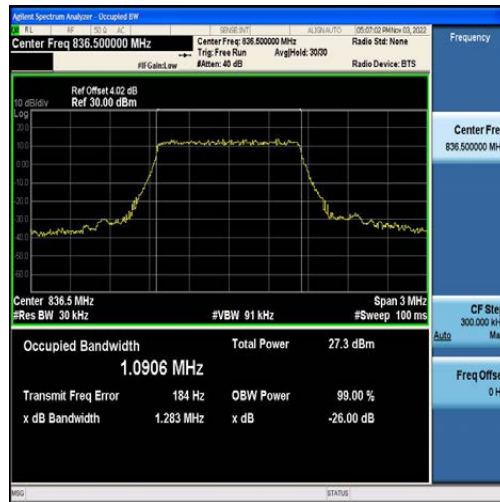 Agilent Spectrum Analyzer - Occupied BW
RL RF 50 Ω AC SENSE:INT ALIGNAUTO 05:07:02 PM Nov 03, 2022
Center Freq 836.500000 MHz Center Freq: 836.500000 MHz Radio Std: None Frequency
Trig: Free Run Avg|Hold: 30/30
#IFGain:Low #Atten: 40 dB Radio Device: BTS
Ref Offset 4.02 dB
10 dB/div Ref 30.00 dBm
Log
20.0
10.0
0.00
-10.0
-20.0
-30.0
-40.0
-50.0
-60.0
Center Fre
836.500000 MH
Center 836.5 MHz Span 3 MHz
#Res BW 30 kHz #VBW 91 kHz #Sweep 100 ms
CF Ste
300.000 kH
Auto Ma
Occupied Bandwidth Total Power 27.3 dBm
1.0906 MHz
Transmit Freq Error 184 Hz OBW Power 99.00 %
x dB Bandwidth 1.283 MHz x dB -26.00 dB
Freq Offse
0 H
MSG STATUS